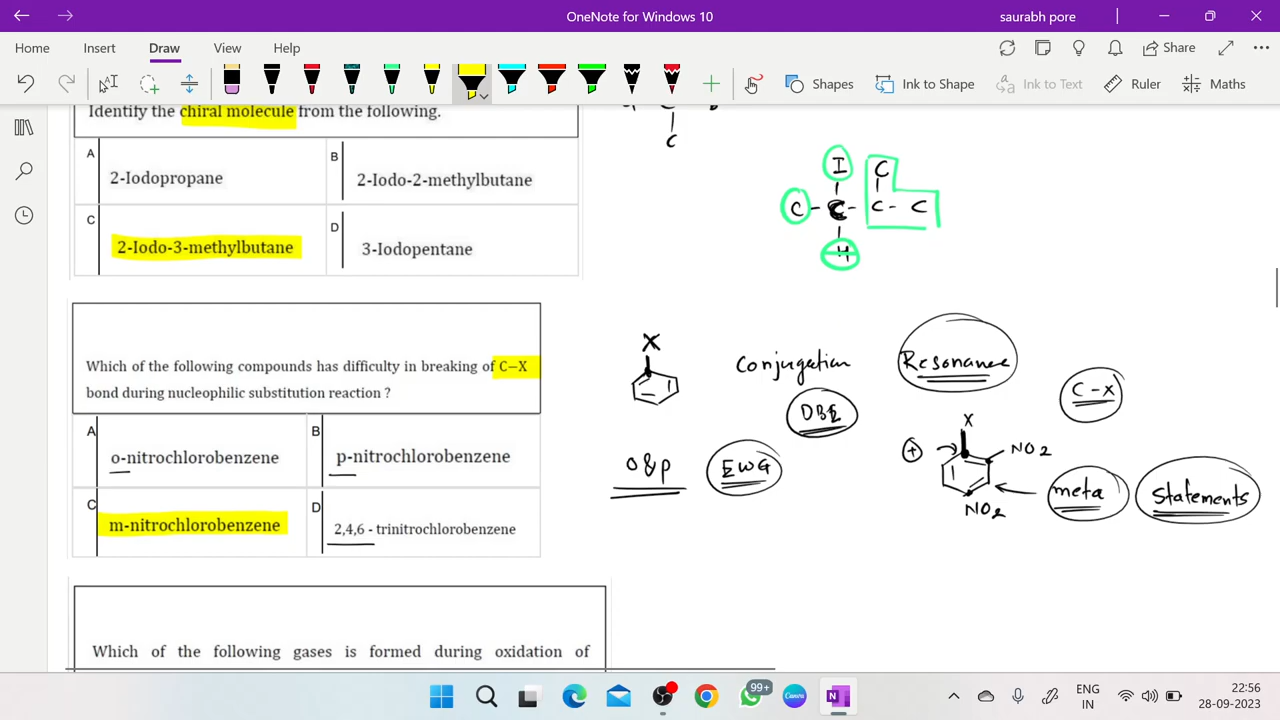 OneNote for Windows 10
saurabh pore
Home Insert Draw View Help
Share
Shapes
Ink to Shape
Ink to Text
Ruler
Maths
Identify the chiral molecule from the following.
A
2-Iodopropane
B
2-Iodo-2-methylbutane
C
2-Iodo-3-methylbutane
D
3-Iodopentane
C
I C
C - C - C - C
H
Which of the following compounds has difficulty in breaking of C−X
bond during nucleophilic substitution reaction ?
A
o-nitrochlorobenzene
B
p-nitrochlorobenzene
C
m-nitrochlorobenzene
D
2,4,6 - trinitrochlorobenzene
X
Conjugation
Resonance
DBE
C - X
O & P
EWG
X
+
NO2
NO2
meta
Statements
Which of the following gases is formed during oxidation of
99+
ENG
IN
22:56
28-09-2023